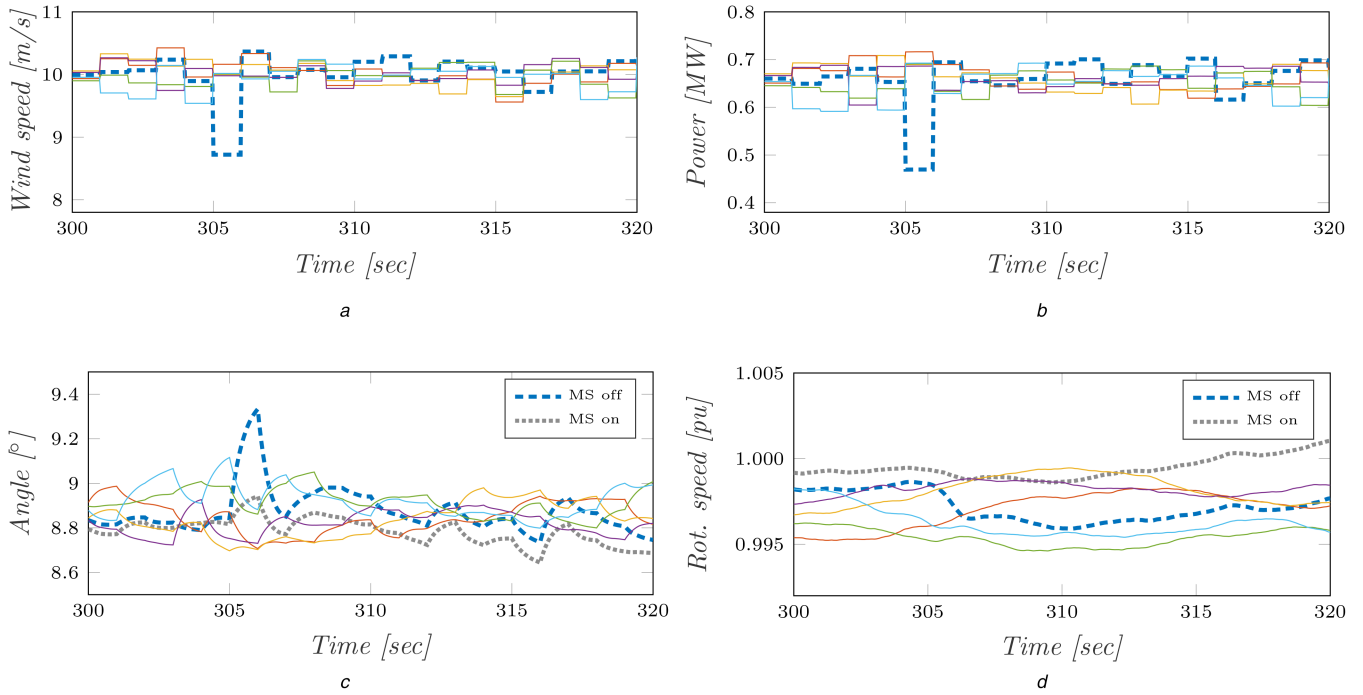 Wind speed [m/s]
11
10
9
8
300
305
310
315
320
Time [sec]
a
Power [MW]
0.8
0.7
0.6
0.5
0.4
300
305
310
315
320
Time [sec]
b
Angle [° ]
9.4
9.2
9
8.8
8.6
MS off
MS on
300
305
310
315
320
Time [sec]
c
Rot. speed [pu]
1.005
1.000
0.995
MS off
MS on
300
305
310
315
320
Time [sec]
d